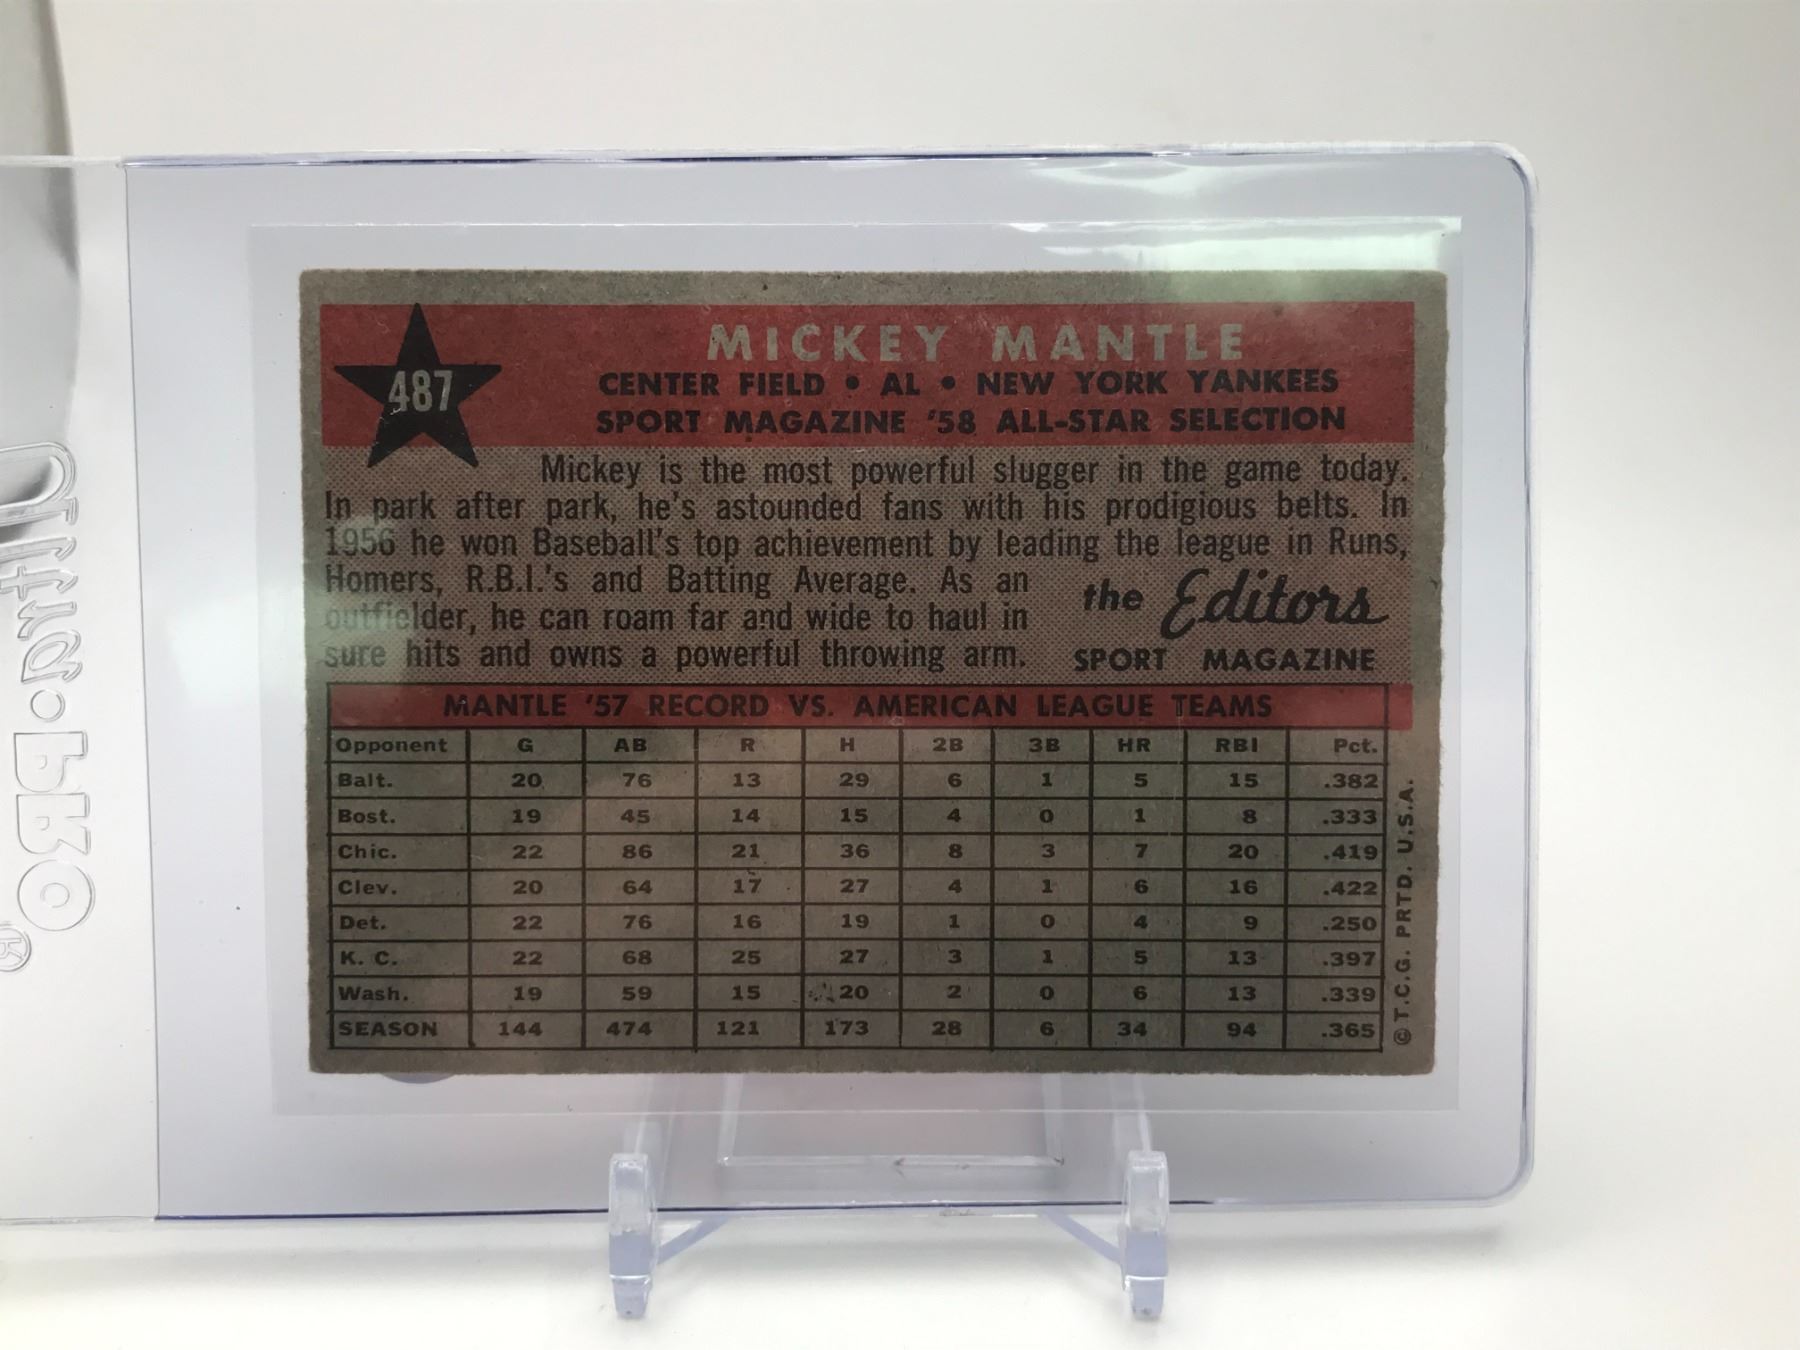 487
MICKEY MANTLE
CENTER FIELD • AL • NEW YORK YANKEES
SPORT MAGAZINE '58 ALL-STAR SELECTION
Mickey is the most powerful slugger in the game today.
In park after park, he's astounded fans with his prodigious belts. In
1956 he won Baseball's top achievement by leading the league in Runs,
Homers, R.B.I.'s and Batting Average. As an
outfielder, he can roam far and wide to haul in
sure hits and owns a powerful throwing arm.
the Editors
SPORT MAGAZINE
MANTLE '57 RECORD VS. AMERICAN LEAGUE TEAMS
Opponent G AB R H 2B 3B HR RBI Pct.
Balt. 20 76 13 29 6 1 5 15 .382
Bost. 19 45 14 15 4 0 1 8 .333
Chic. 22 86 21 36 8 3 7 20 .419
Clev. 20 64 17 27 4 1 6 16 .422
Det. 22 76 16 19 1 0 4 9 .250
K. C. 22 68 25 27 3 1 5 13 .397
Wash. 19 59 15 20 2 0 6 13 .339
SEASON 144 474 121 173 28 6 34 94 .365
© T.C.G. PRTD. U.S.A.
ultra•PRO®